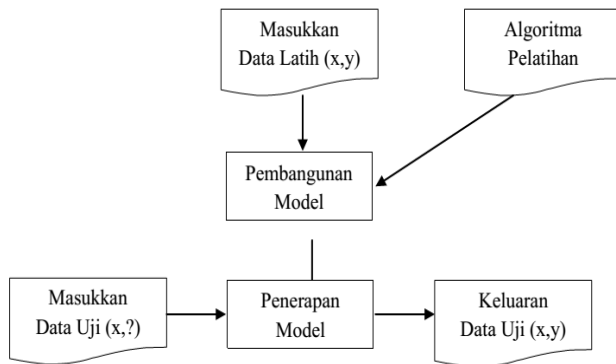 Masukkan
Data Latih (x,y)
Algoritma
Pelatihan
Pembangunan
Model
Masukkan
Data Uji (x,?)
Penerapan
Model
Keluaran
Data Uji (x,y)